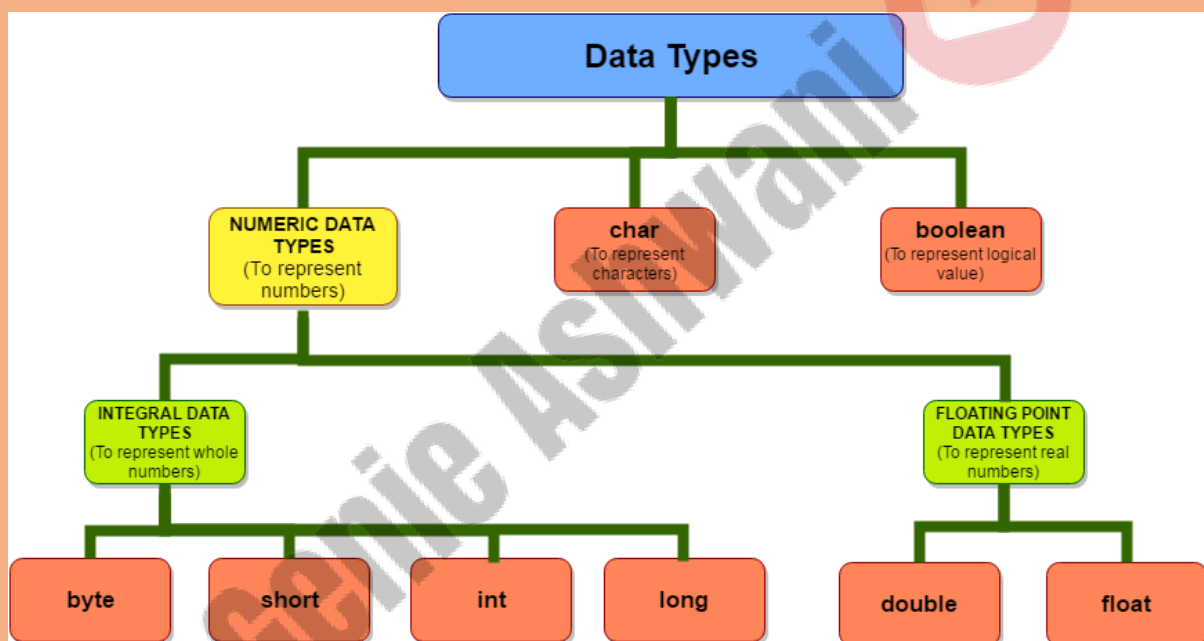 Data Types
NUMERIC DATA
TYPES
(To represent
numbers)
char
(To represent
characters)
boolean
(To represent logical
value)
INTEGRAL DATA
TYPES
(To represent whole
numbers)
FLOATING POINT
DATA TYPES
(To represent real
numbers)
byte
short
int
long
double
float
Genie Ashwani